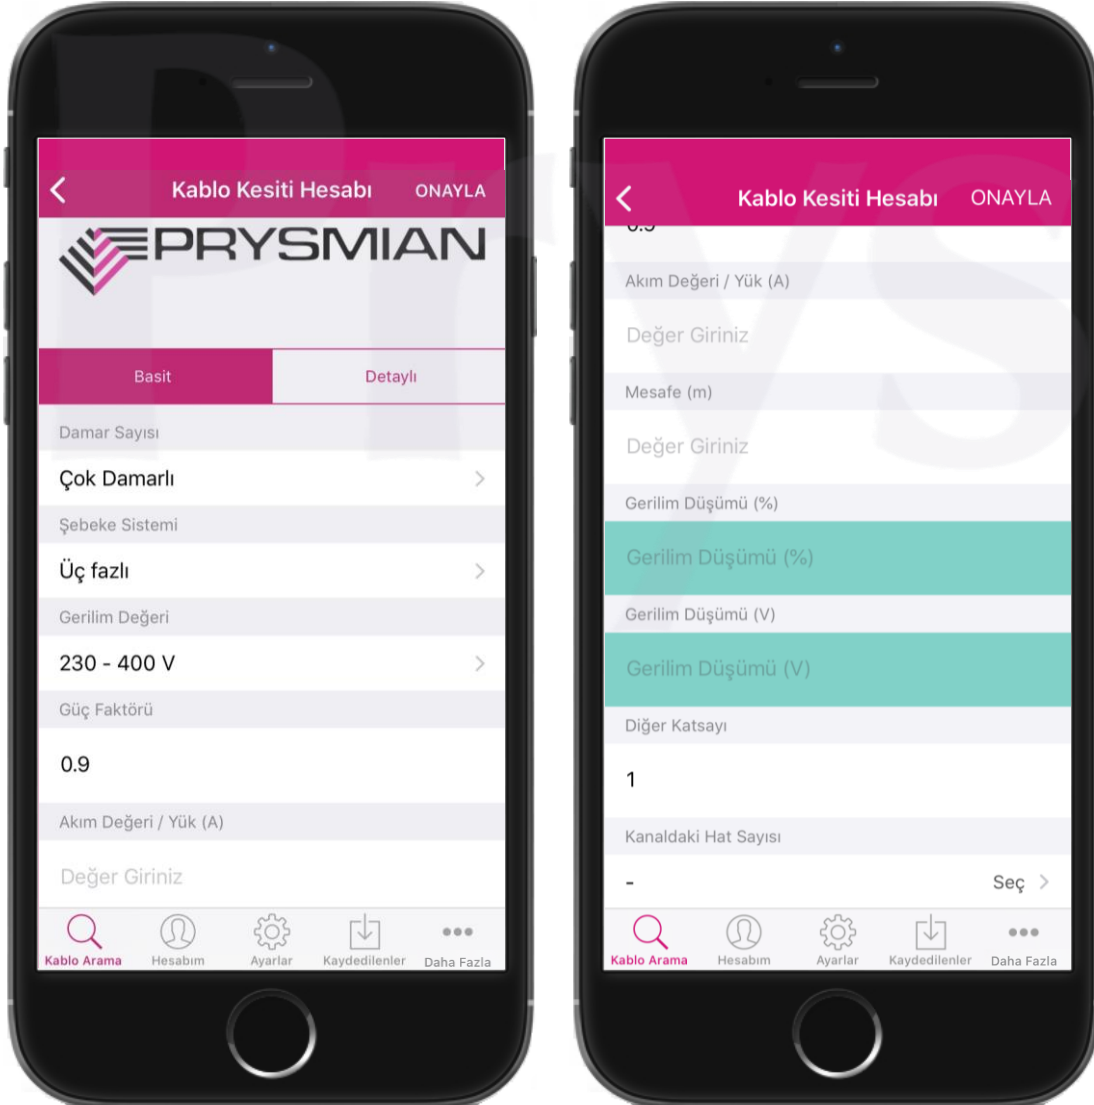 Kablo Kesiti Hesabı ONAYLA
PRYSMIAN
Basit Detaylı
Damar Sayısı
Çok Damarlı
Şebeke Sistemi
Üç fazlı
Gerilim Değeri
230 - 400 V
Güç Faktörü
0.9
Akım Değeri / Yük (A)
Değer Giriniz
Kablo Arama Hesabım Ayarlar Kaydedilenler Daha Fazla
Kablo Kesiti Hesabı ONAYLA
Akım Değeri / Yük (A)
Değer Giriniz
Mesafe (m)
Değer Giriniz
Gerilim Düşümü (%)
Gerilim Düşümü (%)
Gerilim Düşümü (V)
Gerilim Düşümü (V)
Diğer Katsayı
1
Kanaldaki Hat Sayısı
- Seç
Kablo Arama Hesabım Ayarlar Kaydedilenler Daha Fazla
Prys